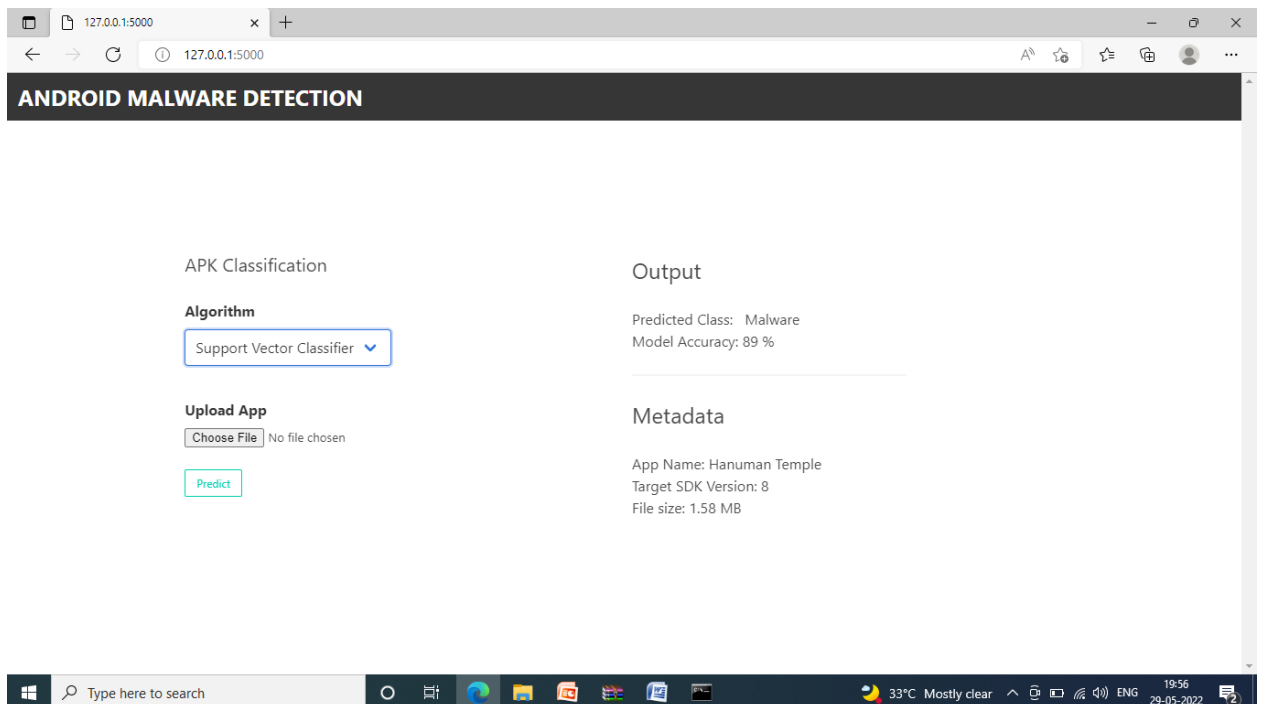 127.0.0.1:5000
127.0.0.1:5000
ANDROID MALWARE DETECTION
APK Classification
Algorithm
Support Vector Classifier
Upload App
Choose File No file chosen
Predict
Output
Predicted Class: Malware
Model Accuracy: 89 %
Metadata
App Name: Hanuman Temple
Target SDK Version: 8
File size: 1.58 MB
Type here to search
33°C Mostly clear
ENG
19:56
29-05-2022
2